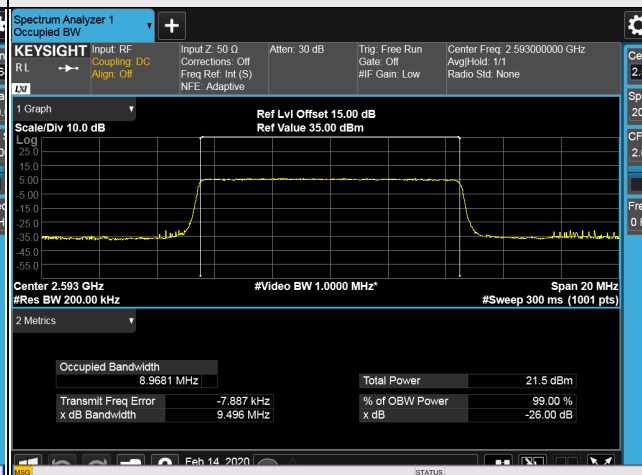 Spectrum Analyzer 1
Occupied BW
+
KEYSIGHT
RL
LXI
Input: RF
Coupling: DC
Align: Off
Input Z: 50 Ω
Corrections: Off
Freq Ref: Int (S)
NFE: Adaptive
Atten: 30 dB
Trig: Free Run
Gate: Off
#IF Gain: Low
Center Freq: 2.593000000 GHz
Avg|Hold: 1/1
Radio Std: None
1 Graph
Scale/Div 10.0 dB
Ref Lvl Offset 15.00 dB
Ref Value 35.00 dBm
Log
25.0
15.0
5.00
-5.00
-15.0
-25.0
-35.0
-45.0
-55.0
Center 2.593 GHz
#Res BW 200.00 kHz
#Video BW 1.0000 MHz*
Span 20 MHz
#Sweep 300 ms (1001 pts)
2 Metrics
Occupied Bandwidth
8.9681 MHz
Total Power 21.5 dBm
Transmit Freq Error -7.887 kHz
% of OBW Power 99.00 %
x dB Bandwidth 9.496 MHz
x dB -26.00 dB
Feb 14, 2020
MSG
STATUS